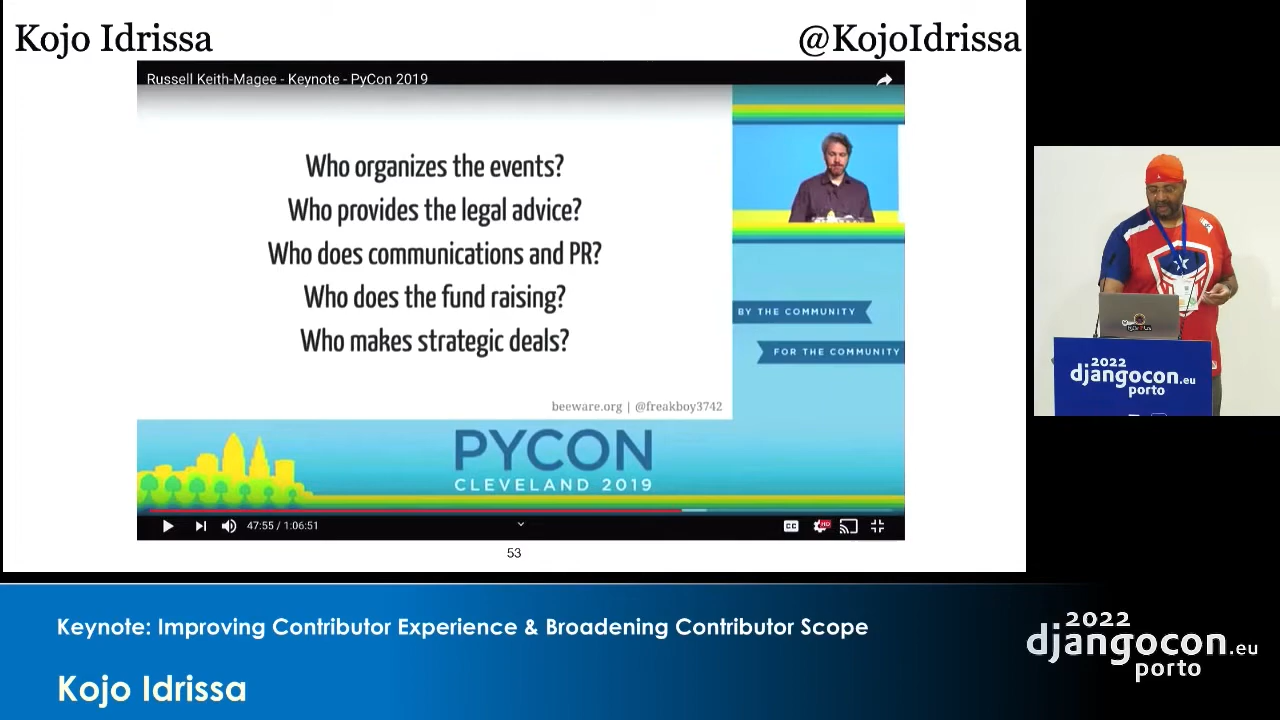 Kojo Idrissa
@KojoIdrissa
Russell Keith-Magee - Keynote - PyCon 2019
Who organizes the events?
Who provides the legal advice?
Who does communications and PR?
Who does the fund raising?
Who makes strategic deals?
beeware.org | @freakboy3742
BY THE COMMUNITY
FOR THE COMMUNITY
PYCON
CLEVELAND 2019
47:55 / 1:06:51
CC
HD
53
2022
djangocon.eu
porto
Keynote: Improving Contributor Experience & Broadening Contributor Scope
Kojo Idrissa
2022
djangocon.eu
porto